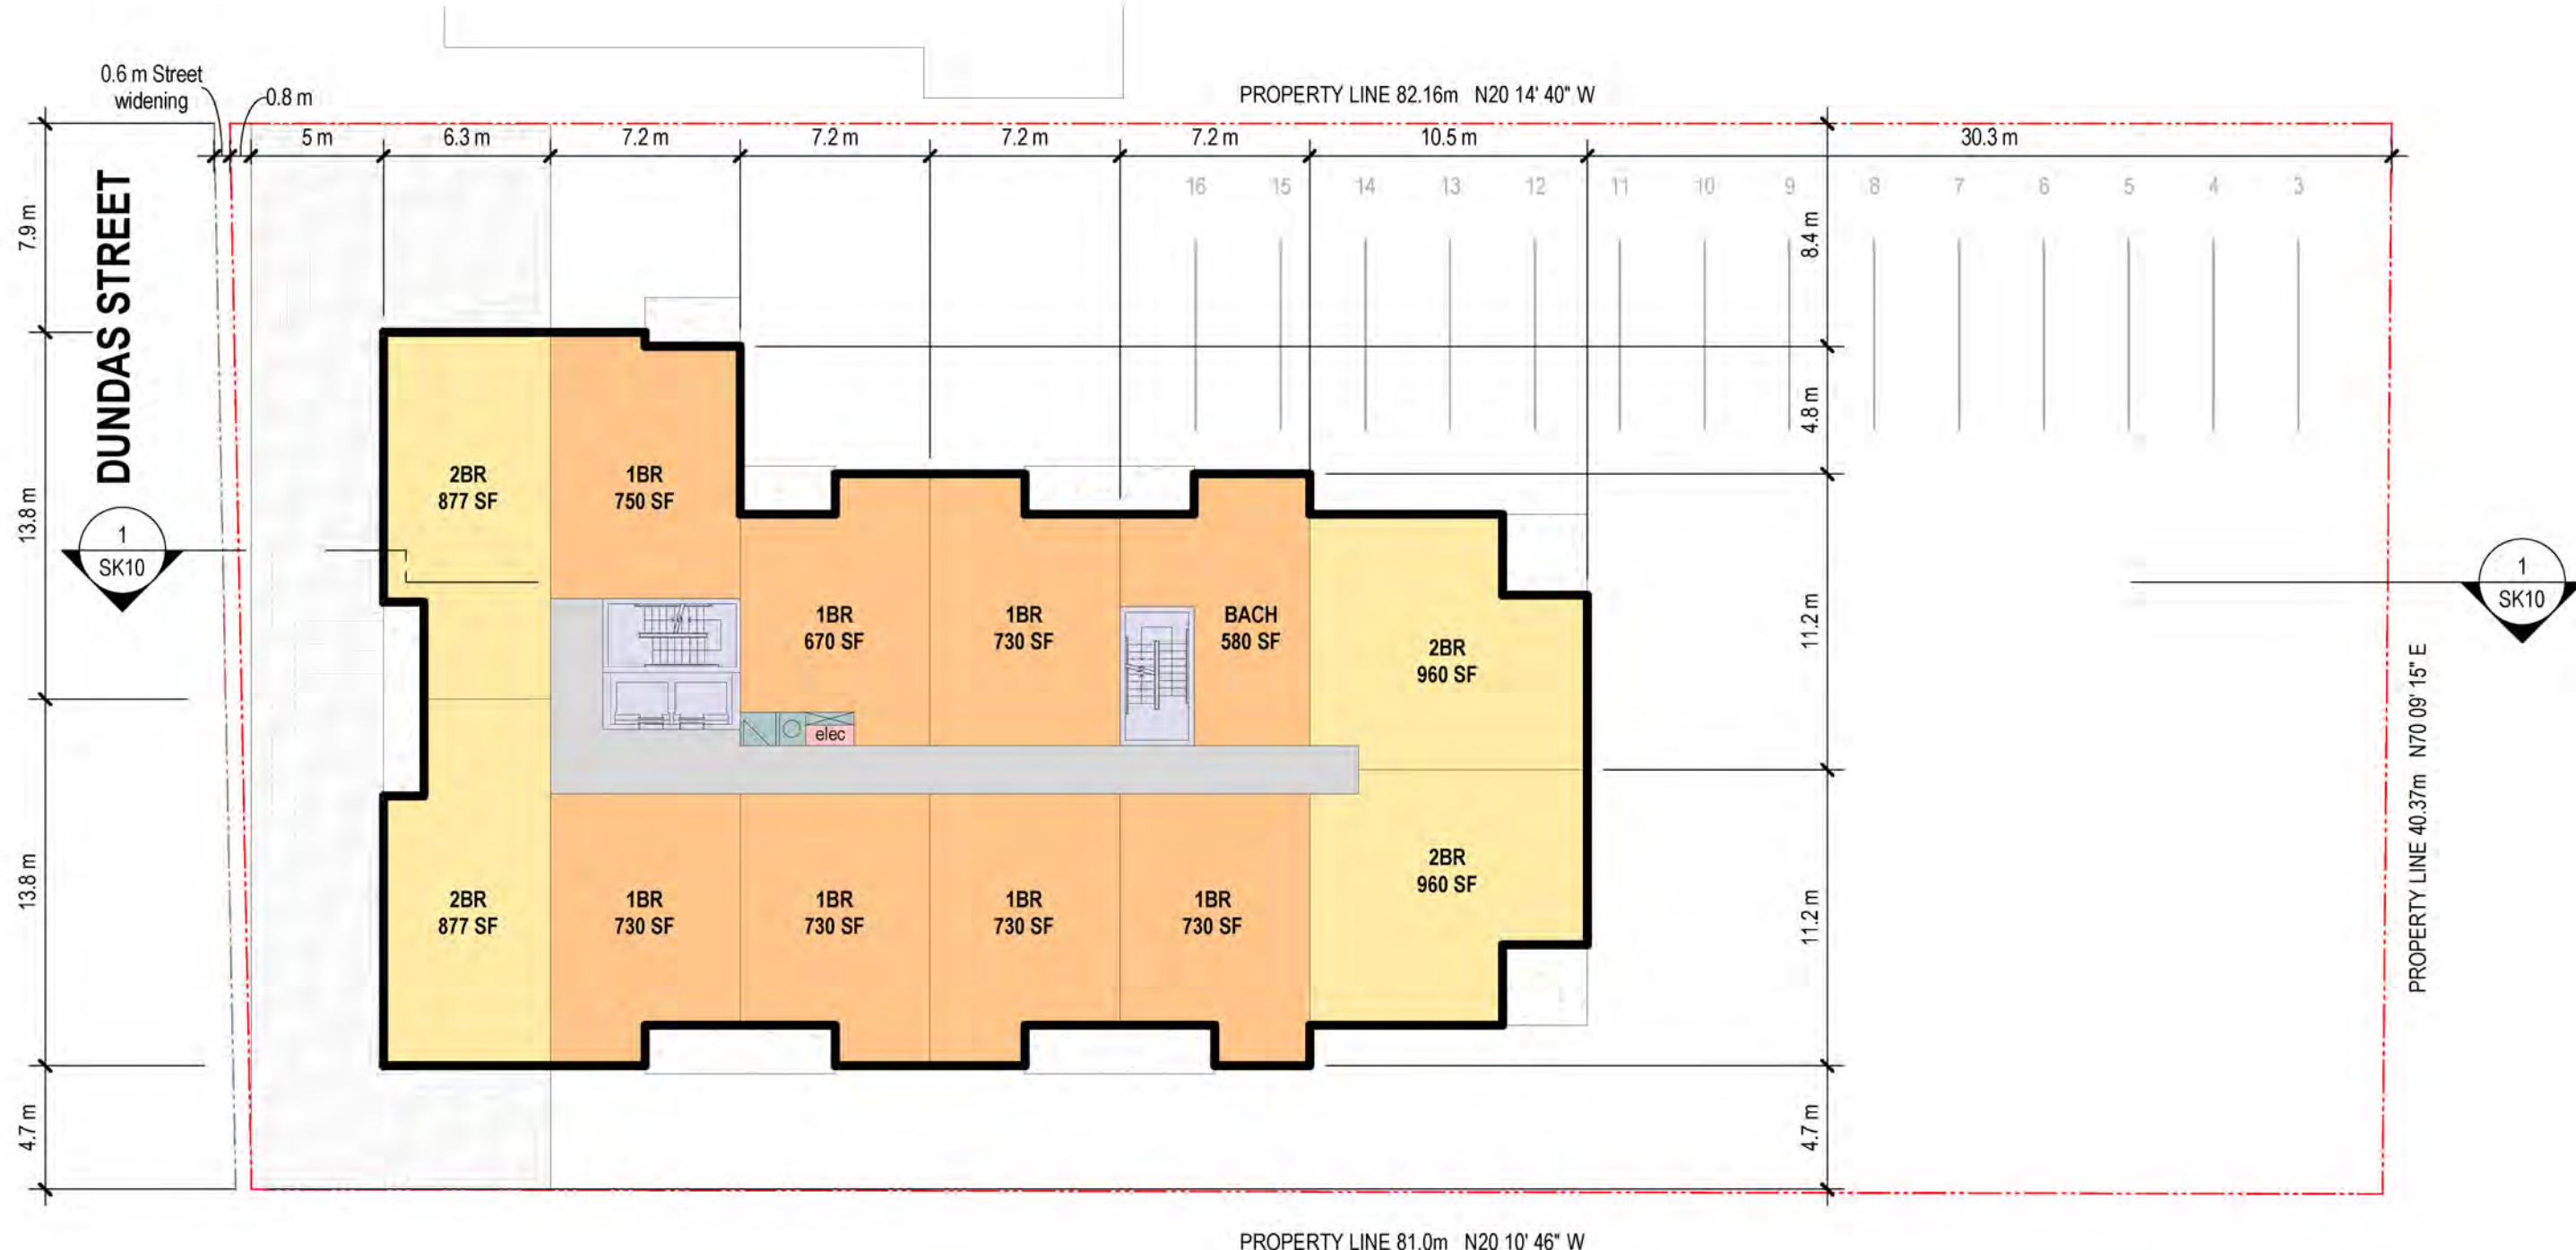 0.6 m Street
widening
0.8 m
PROPERTY LINE 82.16m N20 14' 40" W
5 m
6.3 m
7.2 m
7.2 m
7.2 m
7.2 m
10.5 m
30.3 m
16
15
14
13
12
11
10
9
8
7
6
5
4
3
DUNDAS STREET
7.9 m
13.8 m
13.8 m
4.7 m
8.4 m
4.8 m
11.2 m
11.2 m
4.7 m
1
SK10
1
SK10
2BR
877 SF
1BR
750 SF
1BR
670 SF
1BR
730 SF
BACH
580 SF
2BR
960 SF
elec
2BR
960 SF
2BR
877 SF
1BR
730 SF
1BR
730 SF
1BR
730 SF
1BR
730 SF
PROPERTY LINE 40.37m N70 09' 15" E
PROPERTY LINE 81.0m N20 10' 46" W